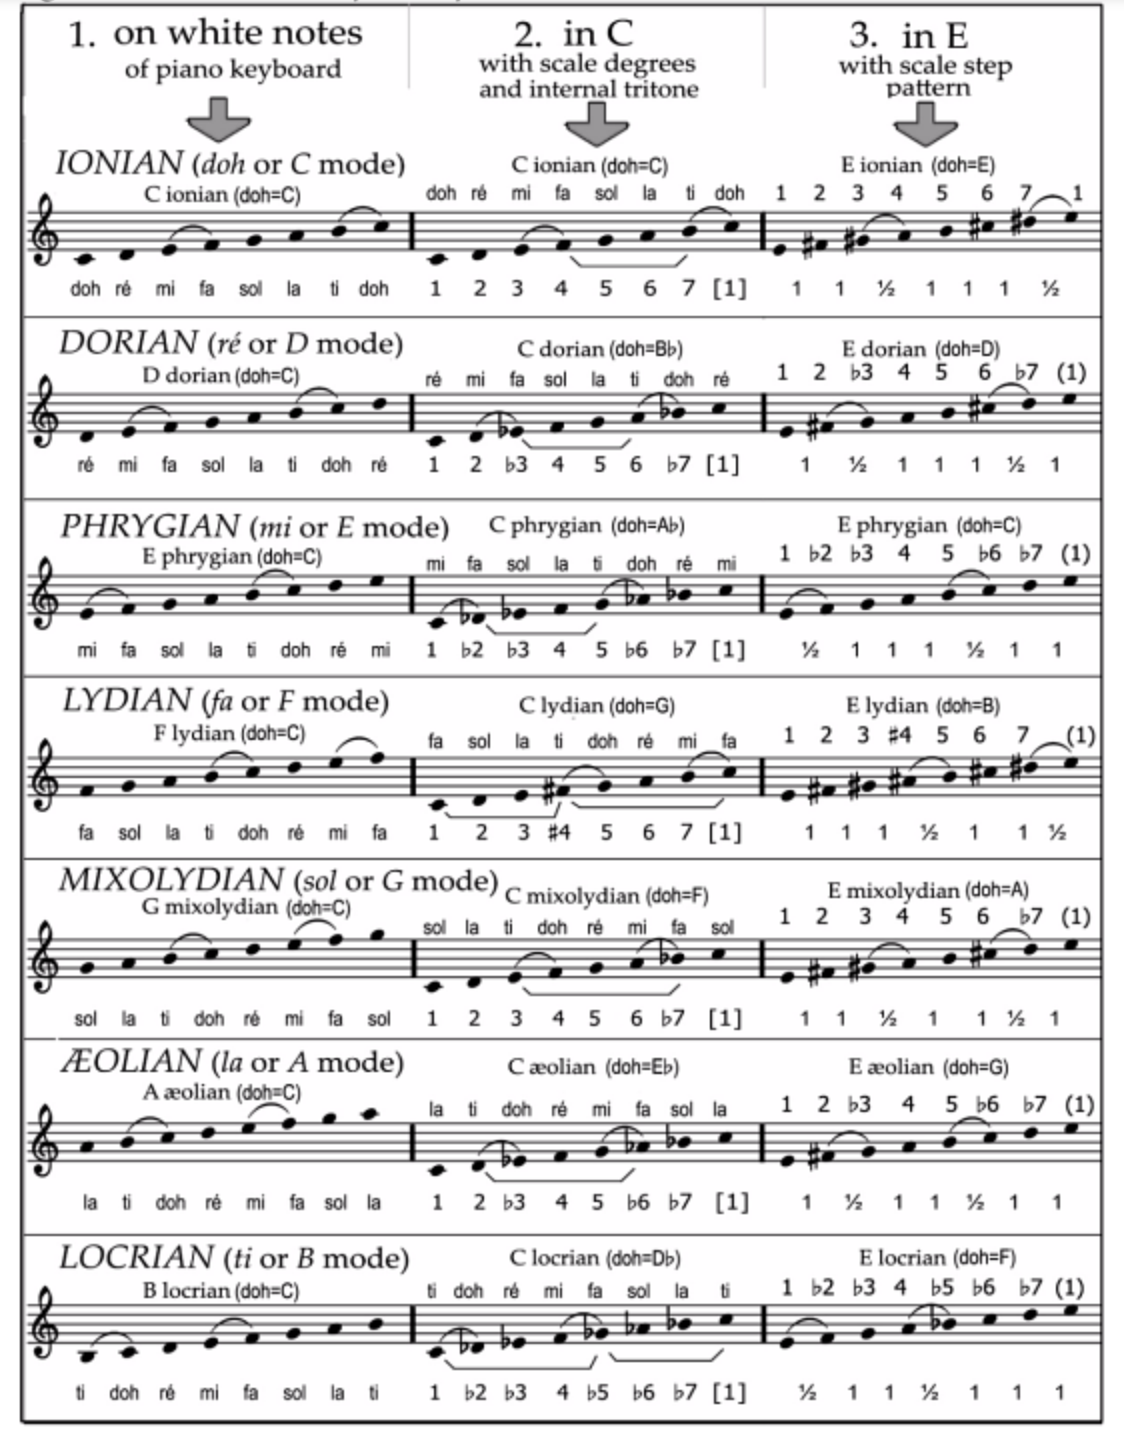 1. on white notes
of piano keyboard
2. in C
with scale degrees
and internal tritone
3. in E
with scale step
pattern
IONIAN (doh or C mode)
C ionian (doh=C)
doh ré mi fa sol la ti doh
C ionian (doh=C)
doh ré mi fa sol la ti doh
1 2 3 4 5 6 7 [1]
E ionian (doh=E)
1 2 3 4 5 6 7 1
1 1 ½ 1 1 1 ½
DORIAN (ré or D mode)
D dorian (doh=C)
ré mi fa sol la ti doh ré
C dorian (doh=B♭)
ré mi fa sol la ti doh ré
1 2 ♭3 4 5 6 ♭7 [1]
E dorian (doh=D)
1 2 ♭3 4 5 6 ♭7 (1)
1 ½ 1 1 1 ½ 1
PHRYGIAN (mi or E mode)
E phrygian (doh=C)
mi fa sol la ti doh ré mi
C phrygian (doh=A♭)
mi fa sol la ti doh ré mi
1 ♭2 ♭3 4 5 ♭6 ♭7 [1]
E phrygian (doh=C)
1 ♭2 ♭3 4 5 ♭6 ♭7 (1)
½ 1 1 1 ½ 1 1
LYDIAN (fa or F mode)
F lydian (doh=C)
fa sol la ti doh ré mi fa
C lydian (doh=G)
fa sol la ti doh ré mi fa
1 2 3 #4 5 6 7 [1]
E lydian (doh=B)
1 2 3 #4 5 6 7 (1)
1 1 1 ½ 1 1 ½
MIXOLYDIAN (sol or G mode)
G mixolydian (doh=C)
sol la ti doh ré mi fa sol
C mixolydian (doh=F)
sol la ti doh ré mi fa sol
1 2 3 4 5 6 ♭7 [1]
E mixolydian (doh=A)
1 2 3 4 5 6 ♭7 (1)
1 1 ½ 1 1 ½ 1
ÆOLIAN (la or A mode)
A æolian (doh=C)
la ti doh ré mi fa sol la
C æolian (doh=E♭)
la ti doh ré mi fa sol la
1 2 ♭3 4 5 ♭6 ♭7 [1]
E æolian (doh=G)
1 2 ♭3 4 5 ♭6 ♭7 (1)
1 ½ 1 1 ½ 1 1
LOCRIAN (ti or B mode)
B locrian (doh=C)
ti doh ré mi fa sol la ti
C locrian (doh=D♭)
ti doh ré mi fa sol la ti
1 ♭2 ♭3 4 ♭5 ♭6 ♭7 [1]
E locrian (doh=F)
1 ♭2 ♭3 4 ♭5 ♭6 ♭7 (1)
½ 1 1 ½ 1 1 1